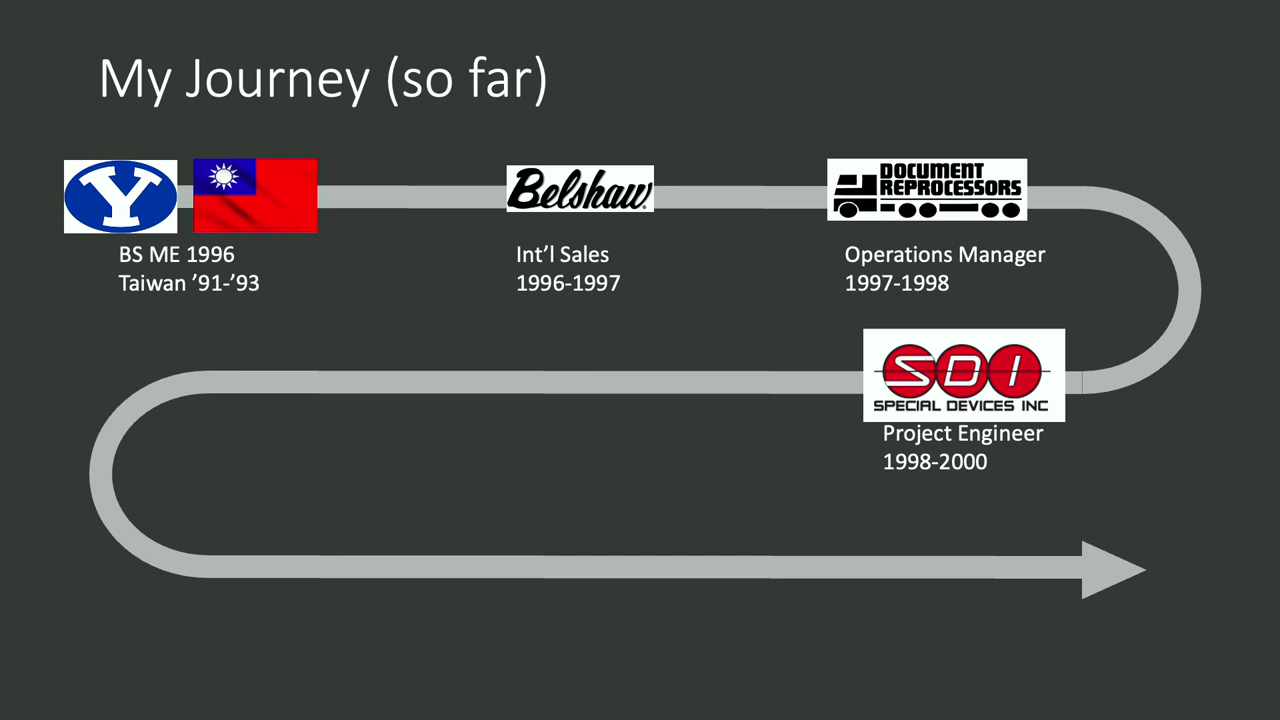 My Journey (so far)
Y
Belshaw
DOCUMENT
REPROCESSORS
BS ME 1996
Taiwan ’91-’93
Int’l Sales
1996-1997
Operations Manager
1997-1998
SDI
SPECIAL DEVICES INC
Project Engineer
1998-2000